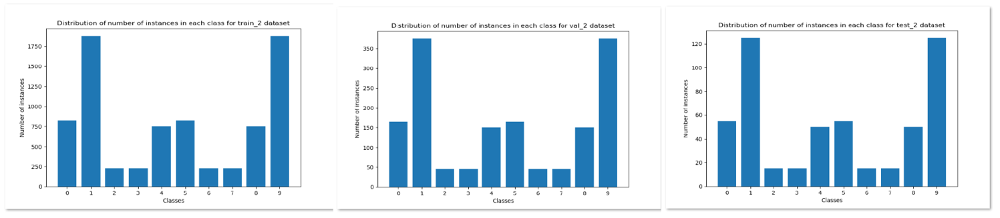 Distribution of number of instances in each class for train_2 dataset
Number of instances
1750
1500
1250
1000
750
500
250
0
0 1 2 3 4 5 6 7 8 9
Classes
Distribution of number of instances in each class for val_2 dataset
Number of instances
350
300
250
200
150
100
50
0
0 1 2 3 4 5 6 7 8 9
Classes
Distribution of number of instances in each class for test_2 dataset
Number of instances
120
100
80
60
40
20
0
0 1 2 3 4 5 6 7 8 9
Classes